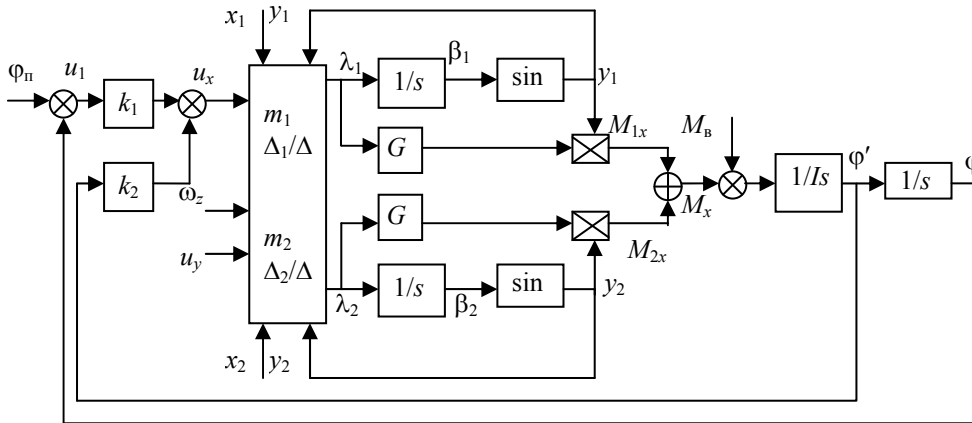 x₁ y₁
φп
u₁
k₁
uₓ
k₂
ω_z
u_y
m₁
Δ₁/Δ
m₂
Δ₂/Δ
x₂ y₂
λ₁
1/s
β₁
sin
y₁
G
M₁ₓ
Mв
G
M₂ₓ
Mₓ
λ₂
1/s
β₂
sin
y₂
1/Is
φ′
1/s
φ